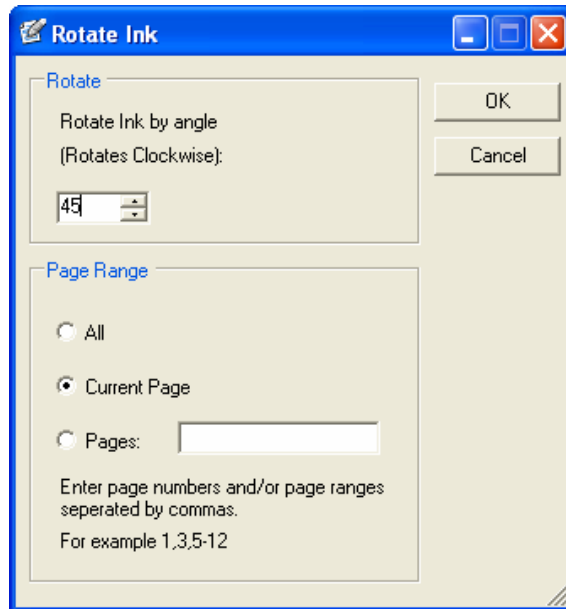 Rotate Ink
Rotate
Rotate Ink by angle
(Rotates Clockwise):
45
OK
Cancel
Page Range
All
Current Page
Pages:
Enter page numbers and/or page ranges
seperated by commas.
For example 1,3,5-12